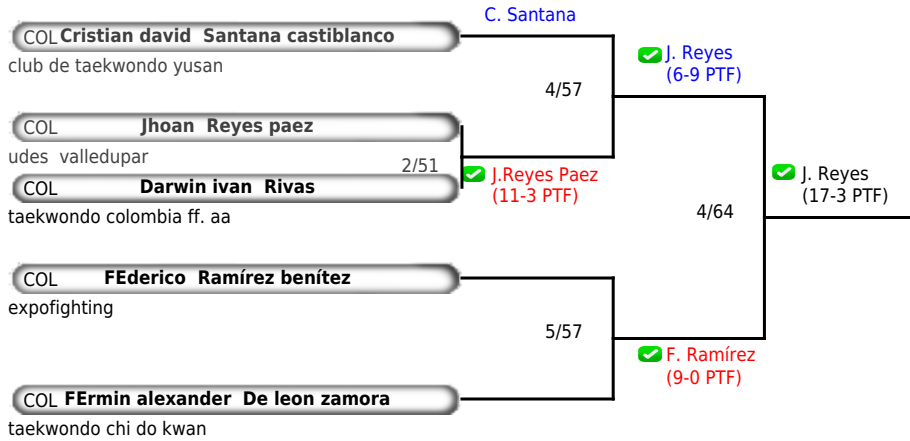 C. Santana
COL Cristian david  Santana castiblanco
club de taekwondo yusan
J. Reyes
(6-9 PTF)
4/57
COL Jhoan  Reyes paez
udes  valledupar
2/51
J.Reyes Paez
(11-3 PTF)
COL Darwin ivan  Rivas
taekwondo colombia ff. aa
J. Reyes
(17-3 PTF)
4/64
COL FEderico  Ramírez benítez
expofighting
5/57
F. Ramírez
(9-0 PTF)
COL FErmin alexander  De leon zamora
taekwondo chi do kwan